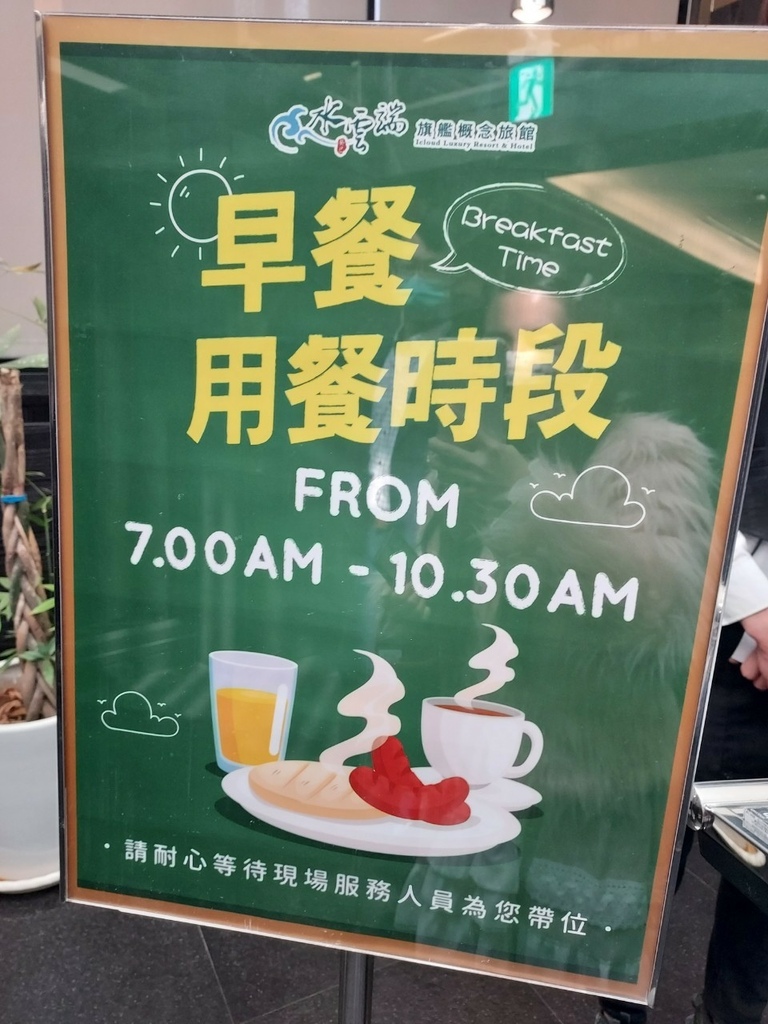 水雲端 旗艦概念旅館
Icloud Luxury Resort & Hotel
早餐
Breakfast
Time
用餐時段
FROM
7.00AM - 10.30AM
· 請耐心等待現場服務人員為您帶位 ·